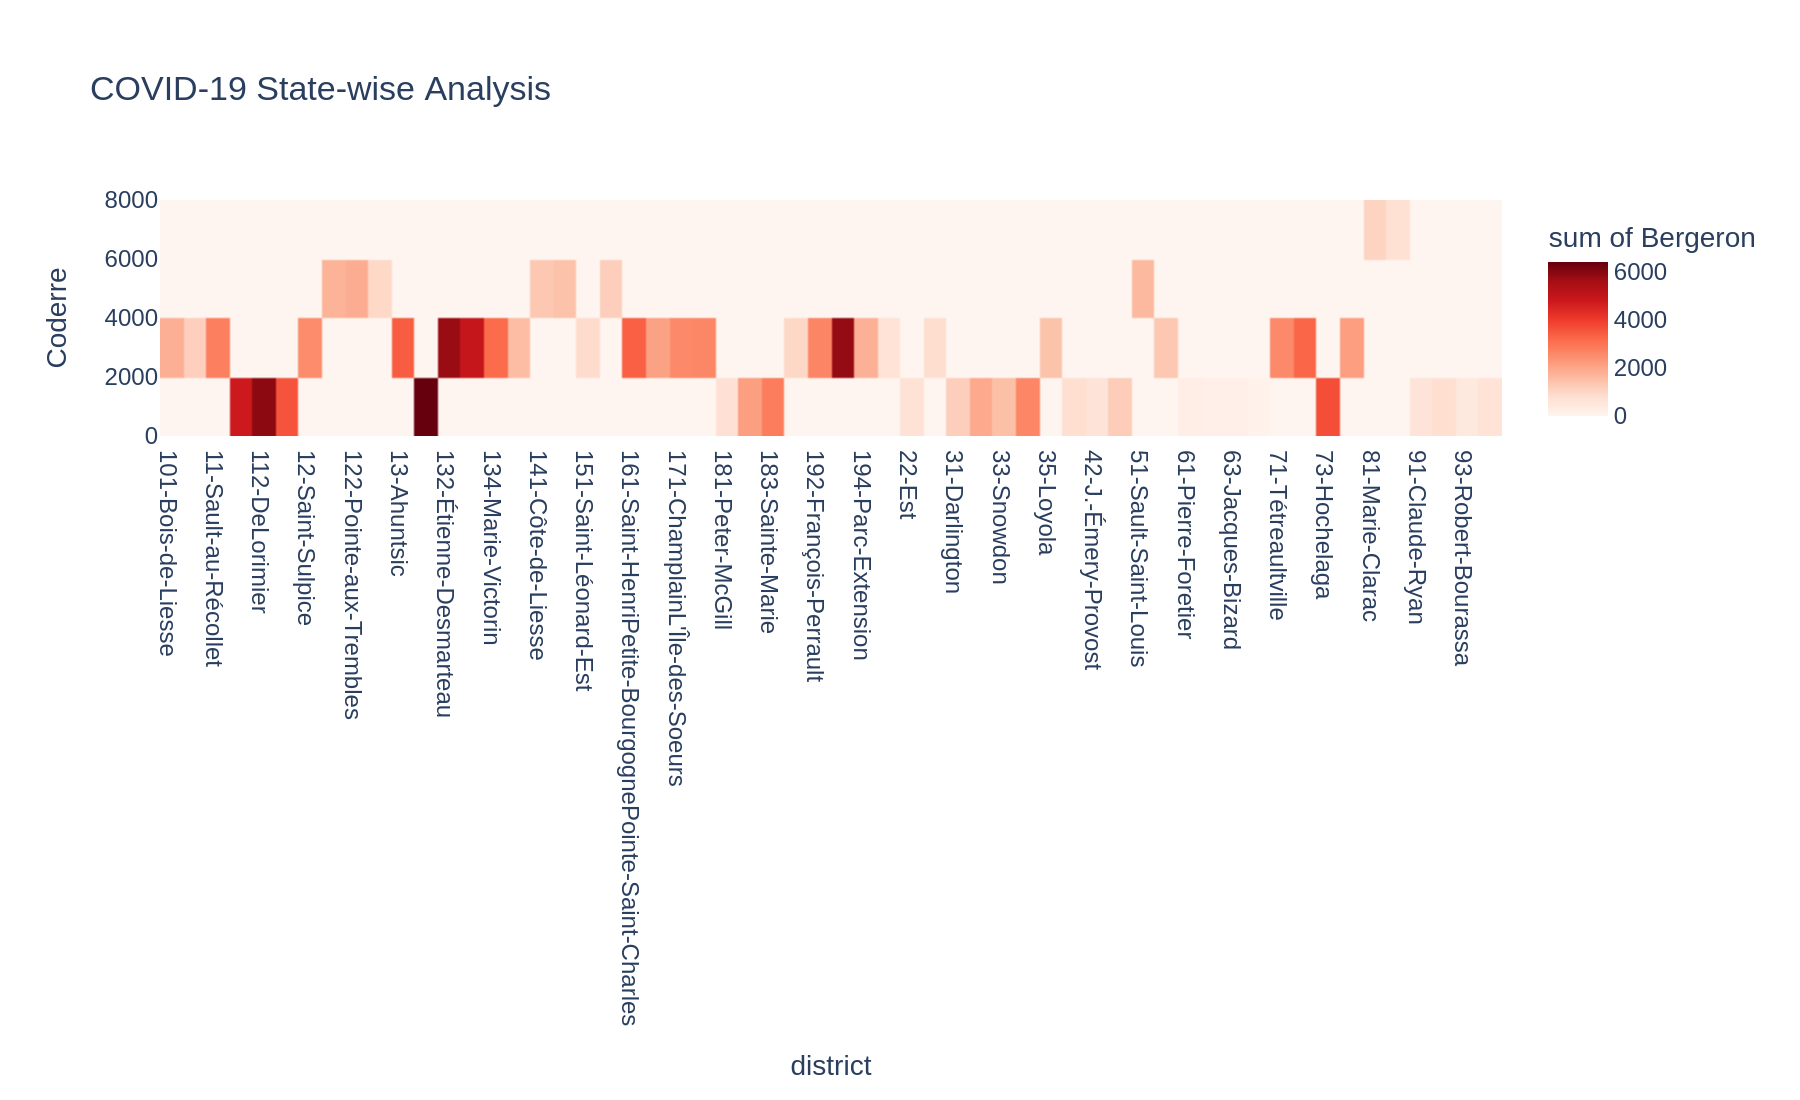 COVID-19 State-wise Analysis
8000
6000
4000
2000
0
Coderre
sum of Bergeron
6000
4000
2000
0
101-Bois-de-Liesse
11-Sault-au-Récollet
112-DeLorimier
12-Saint-Sulpice
122-Pointe-aux-Trembles
13-Ahuntsic
132-Étienne-Desmarteau
134-Marie-Victorin
141-Côte-de-Liesse
151-Saint-Léonard-Est
161-Saint-HenriPetite-BourgognePointe-Saint-Charles
171-ChamplainL'Île-des-Soeurs
181-Peter-McGill
183-Sainte-Marie
192-François-Perrault
194-Parc-Extension
22-Est
31-Darlington
33-Snowdon
35-Loyola
42-J.-Émery-Provost
51-Sault-Saint-Louis
61-Pierre-Foretier
63-Jacques-Bizard
71-Tétreaultville
73-Hochelaga
81-Marie-Clarac
91-Claude-Ryan
93-Robert-Bourassa
district